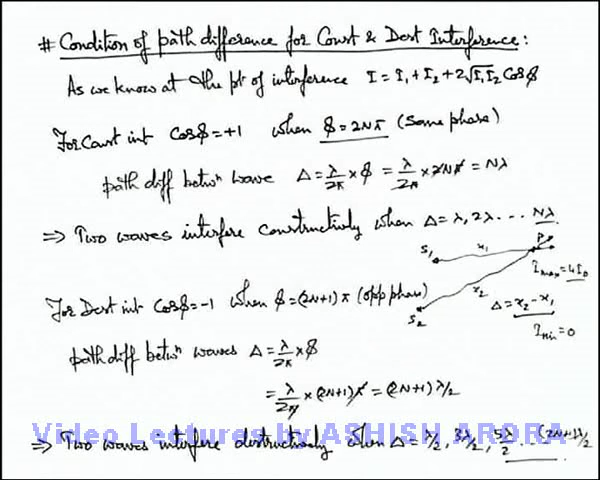 # Condition of path difference for Const & Dest Interference:
As we know at the pt of interference I = I₁ + I₂ + 2√I₁I₂ Cosϕ
For Const int Cosϕ = +1 when ϕ = 2Nπ (Same phase)
path diff betwⁿ wave Δ = λ/2π × ϕ = λ/2π × 2Nπ = Nλ
⇒ Two waves interfere constructively when Δ = λ, 2λ ... Nλ
S₁ x₁ P
I max = 4I₀
x₂
S₂
Δ = x₂ - x₁
I min = 0
For Dest int Cosϕ = -1 when ϕ = (2N+1)π (opp phase)
path diff betwⁿ waves Δ = λ/2π × ϕ
= λ/2π × (2N+1)π = (2N+1) λ/2
⇒ Two waves interfere destructively when Δ = λ/2, 3λ/2, 5λ/2 .. (2N+1)λ/2
Video Lectures by ASHISH ARORA